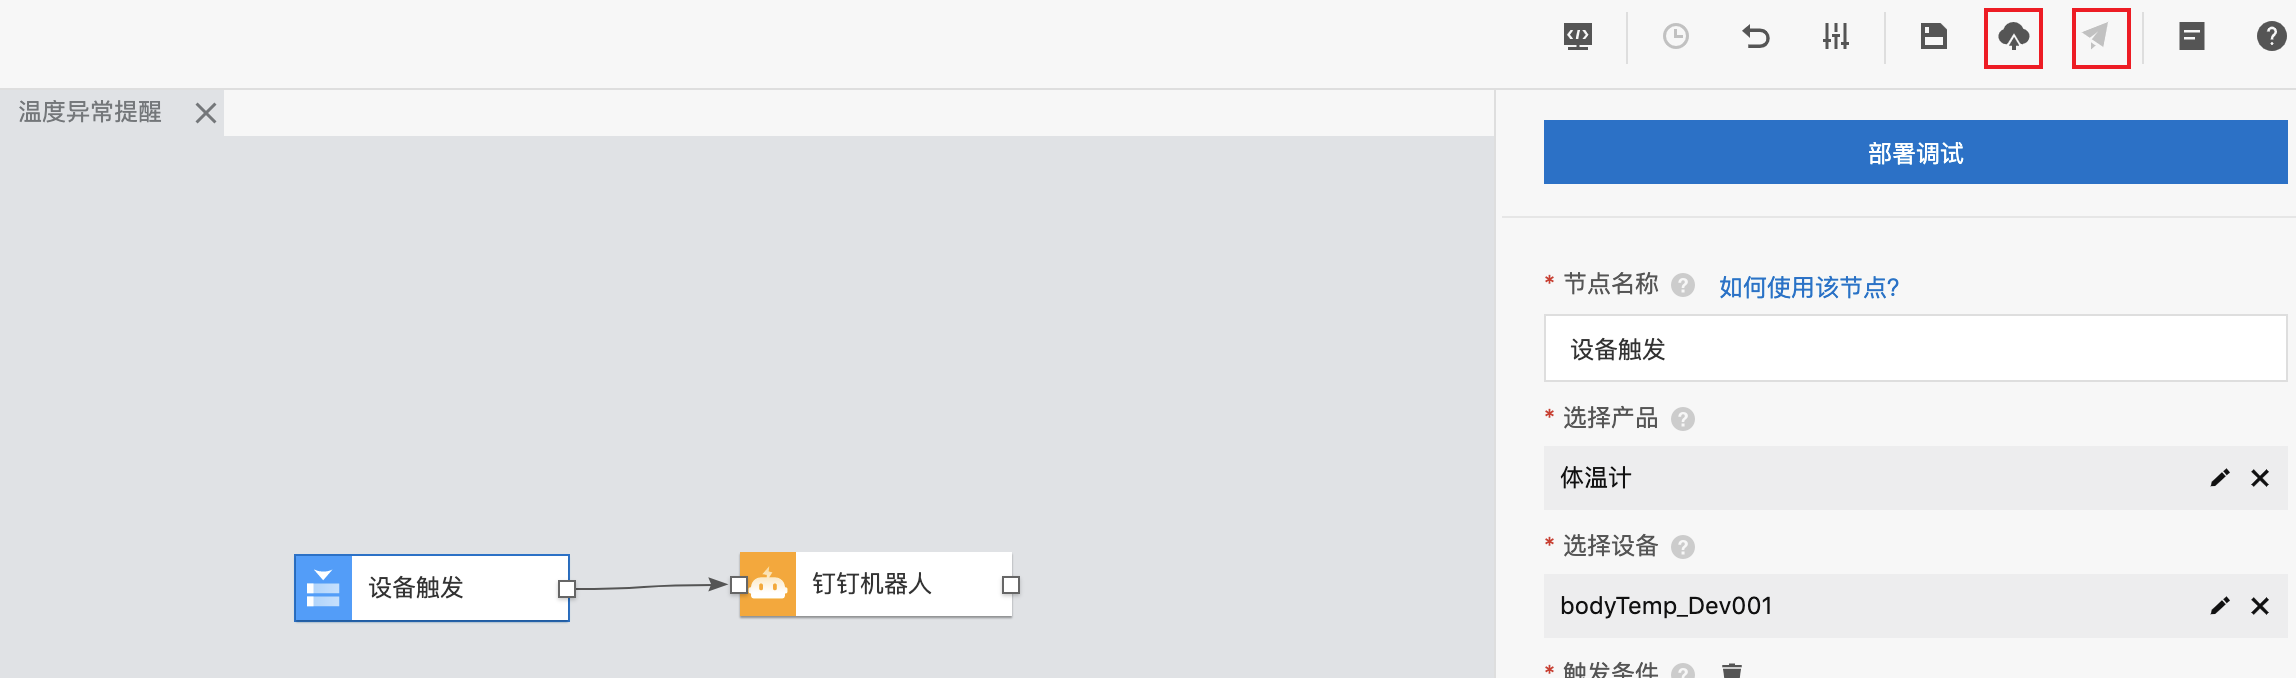 温度异常提醒
部署调试
* 节点名称 ? 如何使用该节点?
设备触发
* 选择产品 ?
体温计
* 选择设备 ?
bodyTemp_Dev001
* 触发条件 ?
设备触发
钉钉机器人